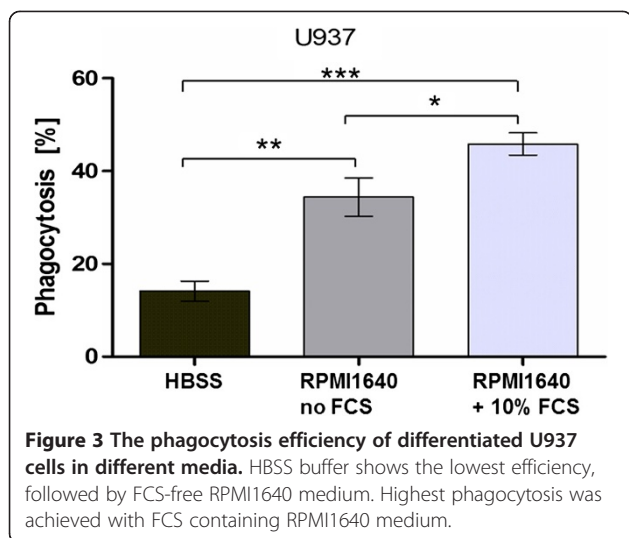 U937
60
***
*
**
40
20
0
Phagocytosis [%]
HBSS
RPMI1640
no FCS
RPMI1640
+ 10% FCS
Figure 3 The phagocytosis efficiency of differentiated U937
cells in different media. HBSS buffer shows the lowest efficiency,
followed by FCS-free RPMI1640 medium. Highest phagocytosis was
achieved with FCS containing RPMI1640 medium.